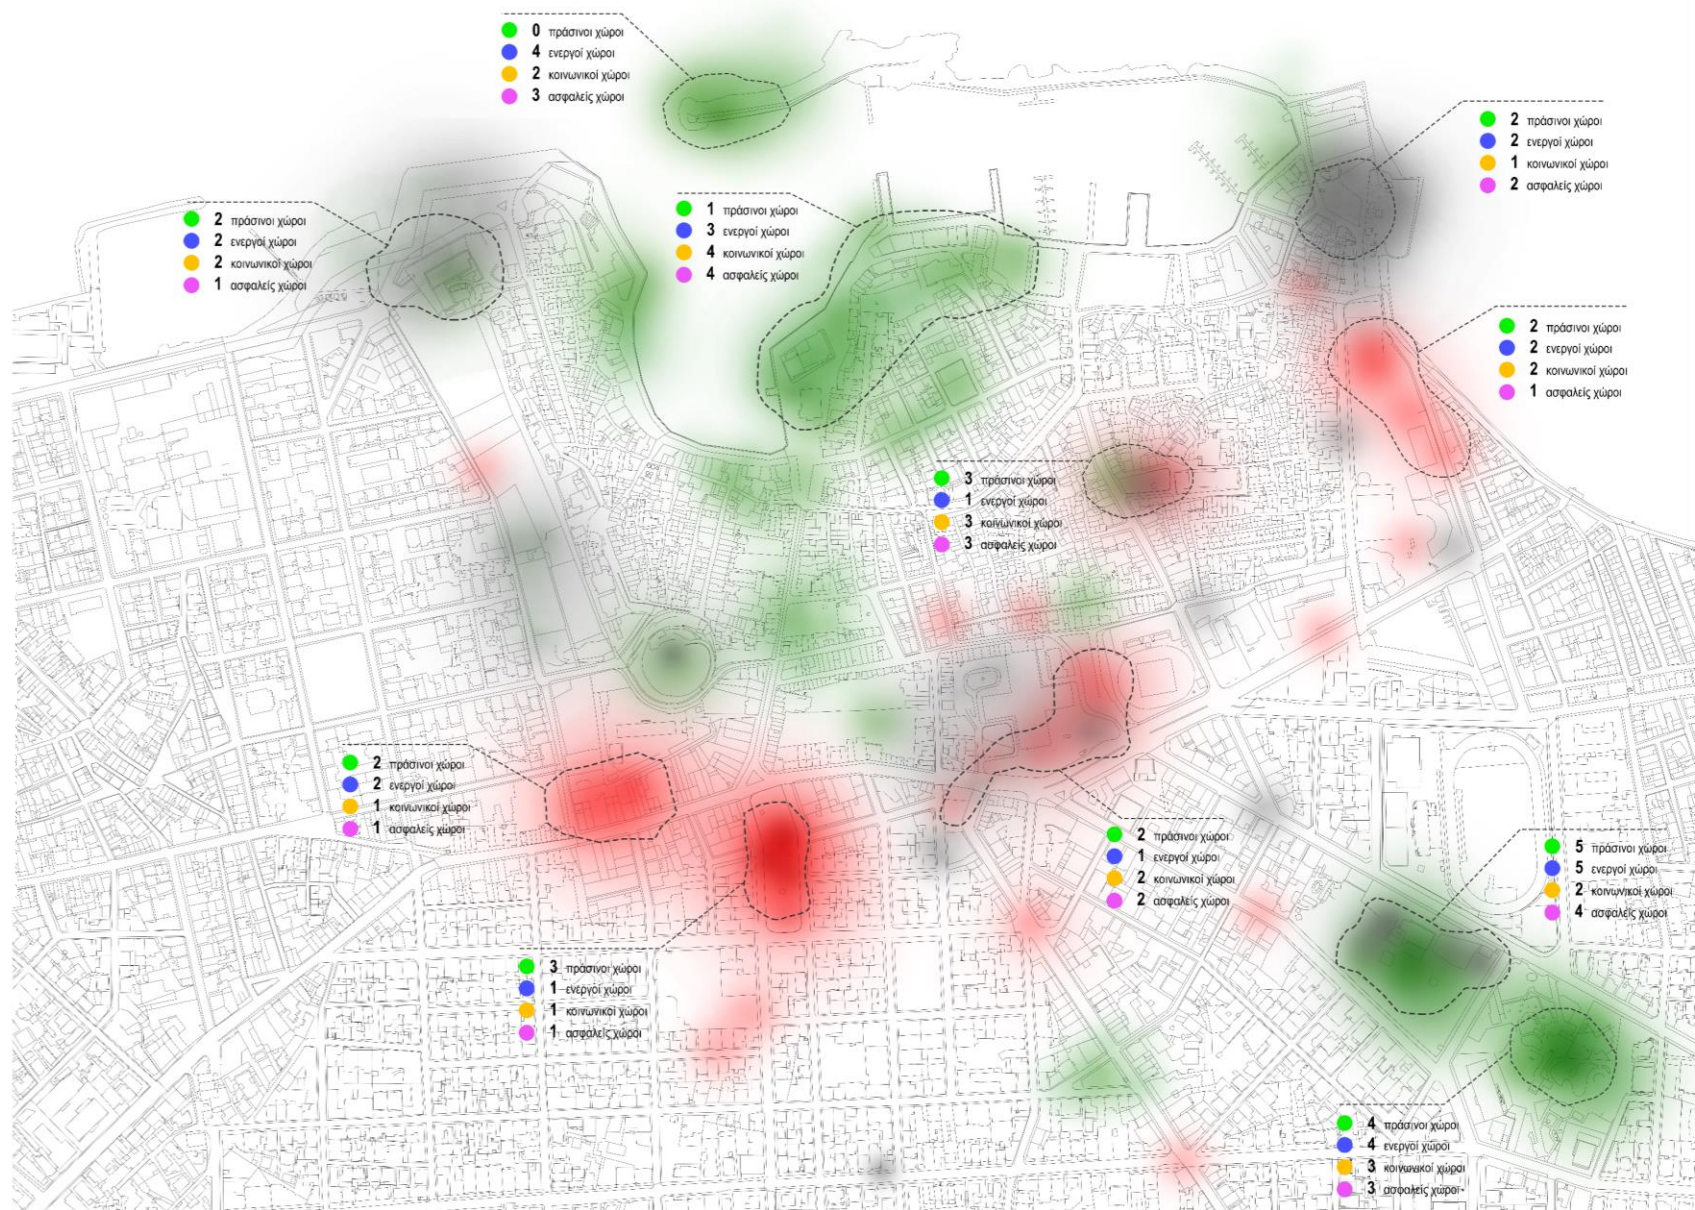 0 πράσινοι χώροι
4 ενεργοί χώροι
2 κοινωνικοί χώροι
3 ασφαλείς χώροι
2 πράσινοι χώροι
2 ενεργοί χώροι
1 κοινωνικοί χώροι
2 ασφαλείς χώροι
2 πράσινοι χώροι
2 ενεργοί χώροι
2 κοινωνικοί χώροι
1 ασφαλείς χώροι
1 πράσινοι χώροι
3 ενεργοί χώροι
4 κοινωνικοί χώροι
4 ασφαλείς χώροι
2 πράσινοι χώροι
2 ενεργοί χώροι
2 κοινωνικοί χώροι
1 ασφαλείς χώροι
3 πράσινοι χώροι
1 ενεργοί χώροι
3 κοινωνικοί χώροι
3 ασφαλείς χώροι
2 πράσινοι χώροι
2 ενεργοί χώροι
1 κοινωνικοί χώροι
1 ασφαλείς χώροι
2 πράσινοι χώροι
1 ενεργοί χώροι
2 κοινωνικοί χώροι
2 ασφαλείς χώροι
5 πράσινοι χώροι
5 ενεργοί χώροι
2 κοινωνικοί χώροι
4 ασφαλείς χώροι
3 πράσινοι χώροι
1 ενεργοί χώροι
1 κοινωνικοί χώροι
1 ασφαλείς χώροι
4 πράσινοι χώροι
4 ενεργοί χώροι
3 κοινωνικοί χώροι
3 ασφαλείς χώροι